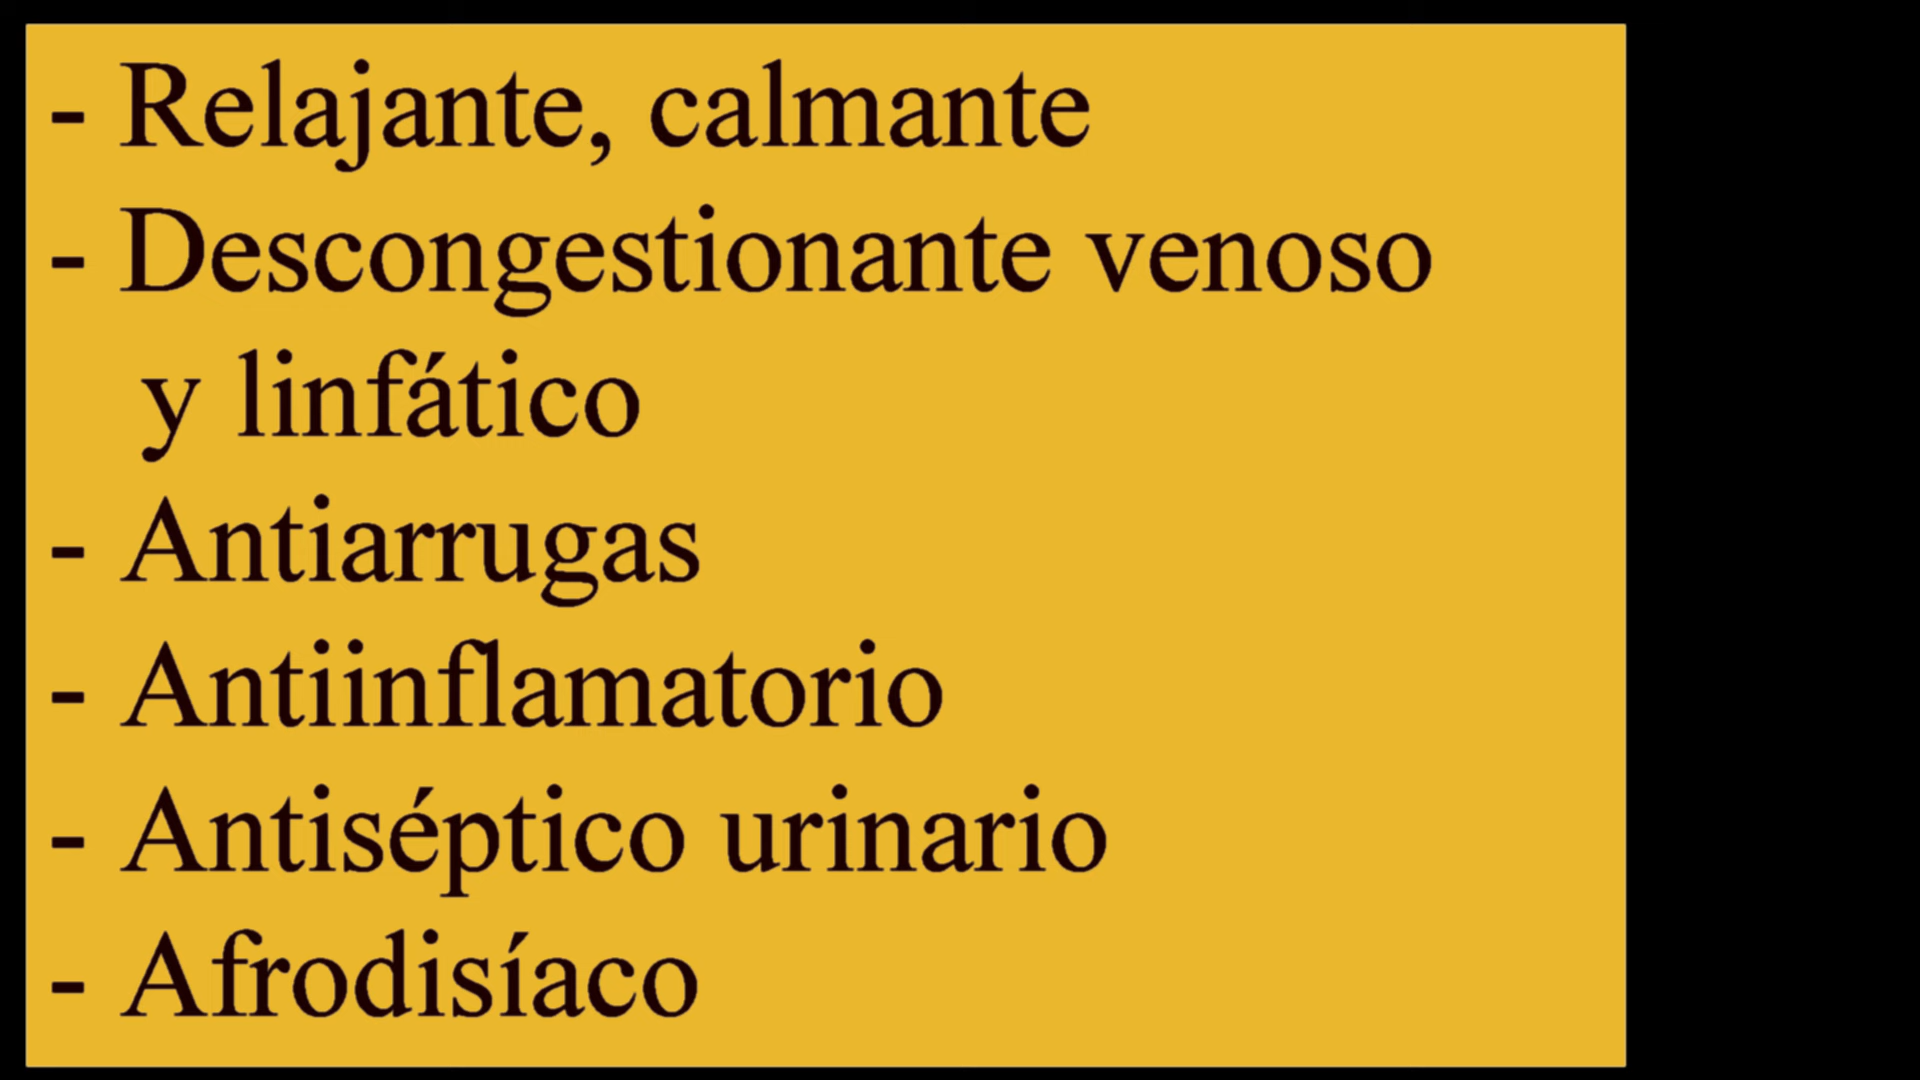 - Relajante, calmante
- Descongestionante venoso
y linfático
- Antiarrugas
- Antiinflamatorio
- Antiséptico urinario
- Afrodisíaco